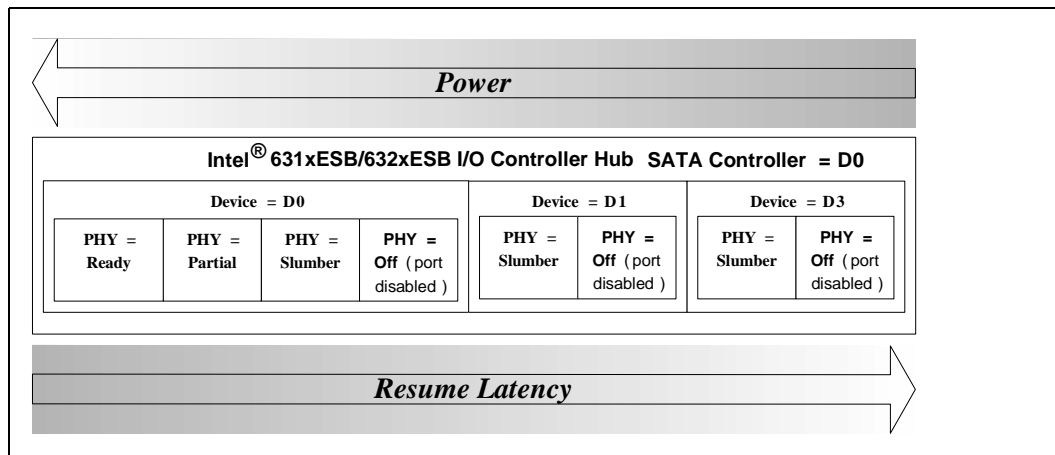 Power
Intel® 631xESB/632xESB I/O Controller Hub SATA Controller = D0
Device = D0
PHY =
Ready
PHY =
Partial
PHY =
Slumber
PHY =
Off ( port
disabled )
Device = D1
PHY =
Slumber
PHY =
Off ( port
disabled )
Device = D3
PHY =
Slumber
PHY =
Off ( port
disabled )
Resume Latency